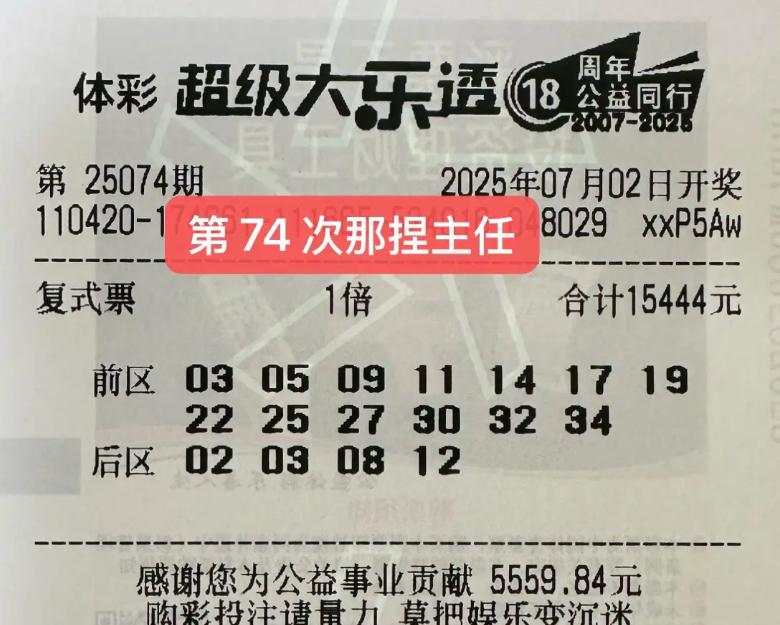 体彩 超级大乐透 18 周年
公益同行
2007-2025
第 25074期 2025年07月02日开奖
110420-1 48029 xxP5Aw
第 74 次那捏主任
复式票 1倍 合计15444元
前区 03 05 09 11 14 17 19
22 25 27 30 32 34
后区 02 03 08 12
感谢您为公益事业贡献 5559.84元
购彩投注请量力 莫把娱乐变沉迷